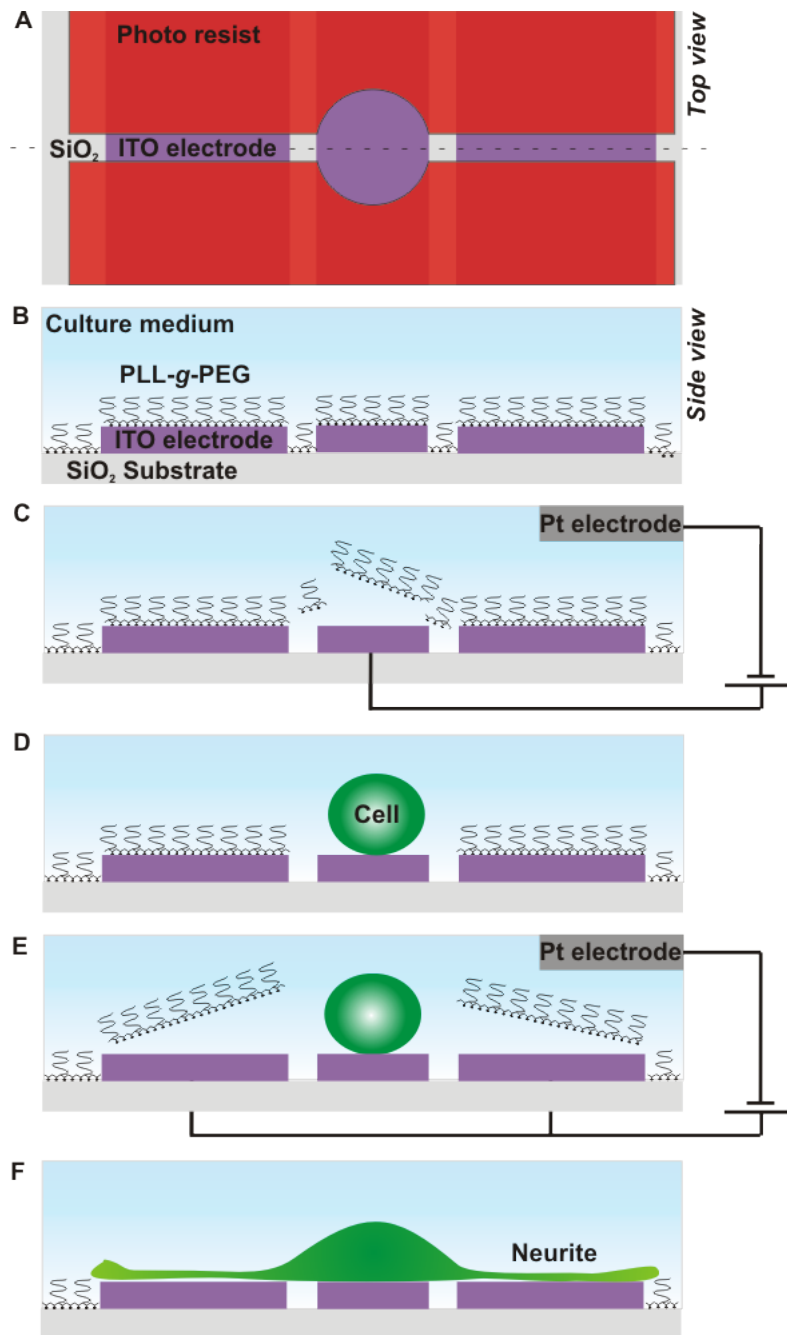 A
Photo resist
Top view
SiO₂
ITO electrode
B
Culture medium
Side view
PLL-g-PEG
ITO electrode
SiO₂ Substrate
C
Pt electrode
D
Cell
E
Pt electrode
F
Neurite